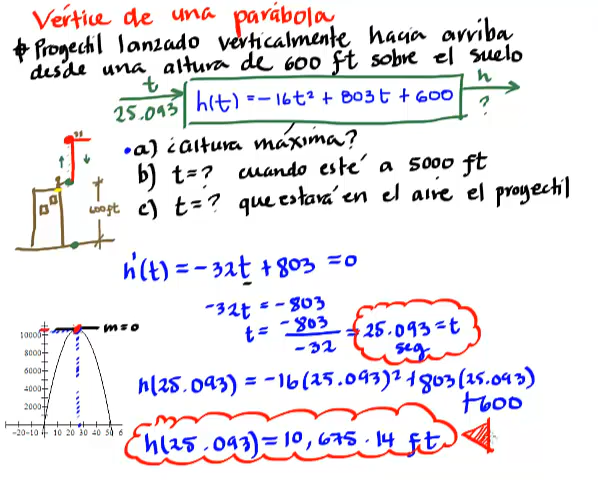 Vértice de una parábola
Proyectil lanzado verticalmente hacia arriba
desde una altura de 600 ft sobre el suelo
t
25.093
h(t) = -16t² + 803t + 600
h
?
• a) ¿altura máxima?
b) t = ? cuando esté a 5000 ft
c) t = ? que estará en el aire el proyectil
600ft
h'(t) = -32t + 803 = 0
-32t = -803
t = -803/-32 = 25.093 = t
seg
m=0
10000
8000
6000
4000
2000
-20 -10 10 20 30 40 50 6
h(25.093) = -16(25.093)² + 803(25.093)
+600
h(25.093) = 10,675.14 ft